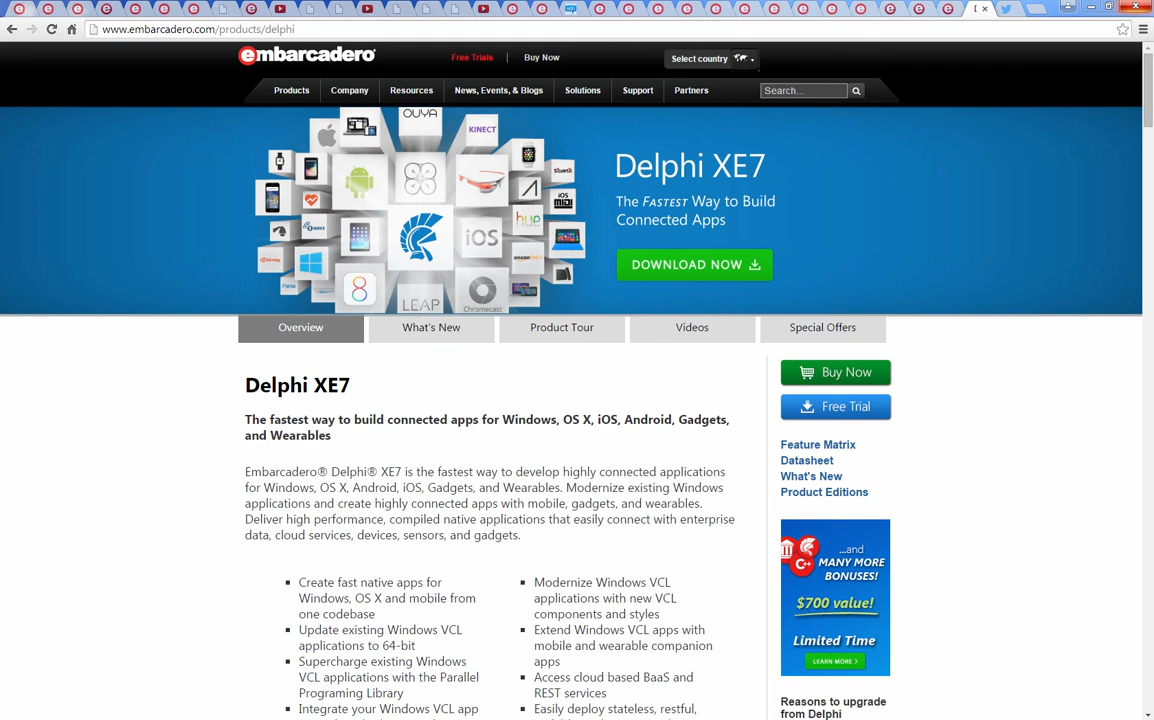 www.embarcadero.com/products/delphi
embarcadero
Free Trials
Buy Now
Select country
Products
Company
Resources
News, Events, & Blogs
Solutions
Support
Partners
Search...
OUYA
KINECT
iOS
MIDI
hue
iOS
8
LEAP
Chromecast
Delphi XE7
The FASTEST Way to Build
Connected Apps
DOWNLOAD NOW
Overview
What's New
Product Tour
Videos
Special Offers
Delphi XE7
The fastest way to build connected apps for Windows, OS X, iOS, Android, Gadgets,
and Wearables
Embarcadero® Delphi® XE7 is the fastest way to develop highly connected applications
for Windows, OS X, Android, iOS, Gadgets, and Wearables. Modernize existing Windows
applications and create highly connected apps with mobile, gadgets, and wearables.
Deliver high performance, compiled native applications that easily connect with enterprise
data, cloud services, devices, sensors, and gadgets.
Create fast native apps for
Windows, OS X and mobile from
one codebase
Update existing Windows VCL
applications to 64-bit
Supercharge existing Windows
VCL applications with the Parallel
Programing Library
Integrate your Windows VCL app
Modernize Windows VCL
applications with new VCL
components and styles
Extend Windows VCL apps with
mobile and wearable companion
apps
Access cloud based BaaS and
REST services
Easily deploy stateless, restful,
Buy Now
Free Trial
Feature Matrix
Datasheet
What's New
Product Editions
C++
...and
MANY MORE
BONUSES!
$700 value!
Limited Time
LEARN MORE >
Reasons to upgrade
from Delphi